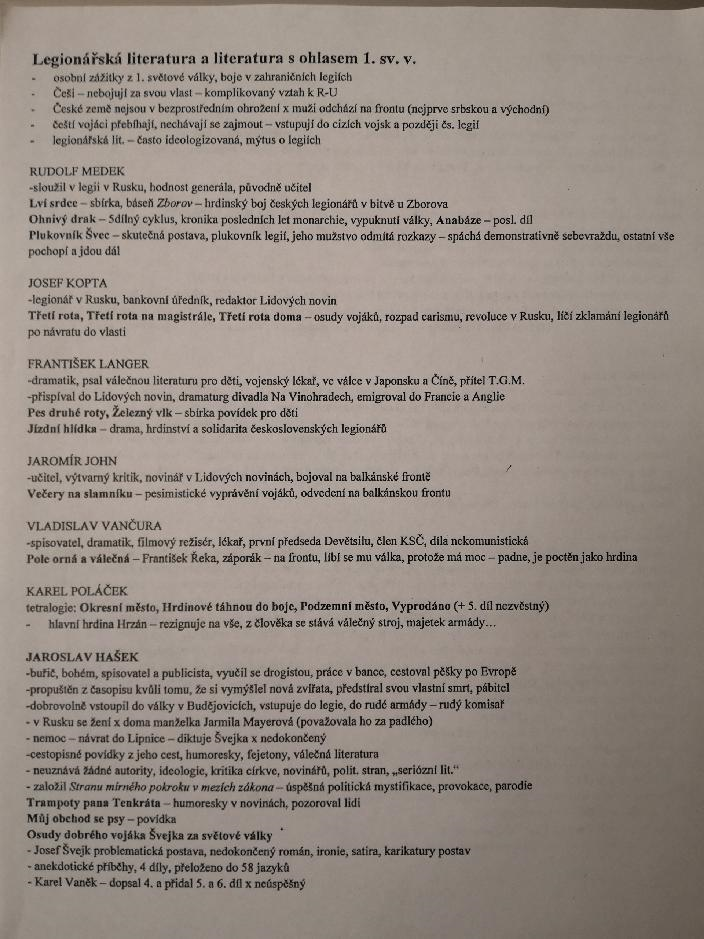 Legionářská literatura a literatura s ohlasem 1. sv. v.
- osobní zážitky z 1. světové války, boje v zahraničních legiích
- Češi – nebojují za svou vlast – komplikovaný vztah k R-U
- České země nejsou v bezprostředním ohrožení x muži odchází na frontu (nejprve srbskou a východní)
- čeští vojáci přebíhají, nechávají se zajmout – vstupují do cizích vojsk a později čs. legií
- legionářská lit. – často ideologizovaná, mýtus o legiích
RUDOLF MEDEK
-sloužil v legii v Rusku, hodnost generála, původně učitel
Lví srdce – sbírka, báseň Zborov – hrdinský boj českých legionářů v bitvě u Zborova
Ohnivý drak – 5dílný cyklus, kronika posledních let monarchie, vypuknutí války, Anabáze – posl. díl
Plukovník Švec – skutečná postava, plukovník legií, jeho mužstvo odmítá rozkazy – spáchá demonstrativně sebevraždu, ostatní vše
pochopí a jdou dál
JOSEF KOPTA
-legionář v Rusku, bankovní úředník, redaktor Lidových novin
Třetí rota, Třetí rota na magistrále, Třetí rota doma – osudy vojáků, rozpad carismu, revoluce v Rusku, líčí zklamání legionářů
po návratu do vlasti
FRANTIŠEK LANGER
-dramatik, psal válečnou literaturu pro děti, vojenský lékař, ve válce v Japonsku a Číně, přítel T.G.M.
-přispíval do Lidových novin, dramaturg divadla Na Vinohradech, emigroval do Francie a Anglie
Pes druhé roty, Železný vlk – sbírka povídek pro děti
Jízdní hlídka – drama, hrdinství a solidarita československých legionářů
JAROMÍR JOHN
-učitel, výtvarný kritik, novinář v Lidových novinách, bojoval na balkánské frontě
Večery na slamníku – pesimistické vyprávění vojáků, odvedení na balkánskou frontu
VLADISLAV VANČURA
-spisovatel, dramatik, filmový režisér, lékař, první předseda Devětsilu, člen KSČ, díla nekomunistická
Pole orná a válečná – František Řeka, záporák – na frontu, líbí se mu válka, protože má moc – padne, je poctěn jako hrdina
KAREL POLÁČEK
tetralogie: Okresní město, Hrdinové táhnou do boje, Podzemní město, Vyprodáno (+ 5. díl nezvěstný)
- hlavní hrdina Hrzán – rezignuje na vše, z člověka se stává válečný stroj, majetek armády…
JAROSLAV HAŠEK
-buřič, bohém, spisovatel a publicista, vyučil se drogistou, práce v bance, cestoval pěšky po Evropě
-propuštěn z časopisu kvůli tomu, že si vymýšlel nová zvířata, předstíral svou vlastní smrt, pábitel
-dobrovolně vstoupil do války v Budějovicích, vstupuje do legie, do rudé armády – rudý komisař
- v Rusku se žení x doma manželka Jarmila Mayerová (považovala ho za padlého)
- nemoc – návrat do Lipnice – diktuje Švejka x nedokončený
-cestopisné povídky z jeho cest, humoresky, fejetony, válečná literatura
- neuznává žádné autority, ideologie, kritika církve, novinářů, polit. stran, „seriózní lit.“
- založil Stranu mírného pokroku v mezích zákona – úspěšná politická mystifikace, provokace, parodie
Trampoty pana Tenkráta – humoresky v novinách, pozoroval lidi
Můj obchod se psy – povídka
Osudy dobrého vojáka Švejka za světové války
- Josef Švejk problematická postava, nedokončený román, ironie, satira, karikatury postav
- anekdotické příběhy, 4 díly, přeloženo do 58 jazyků
- Karel Vaněk – dopsal 4. a přidal 5. a 6. díl x neúspěšný